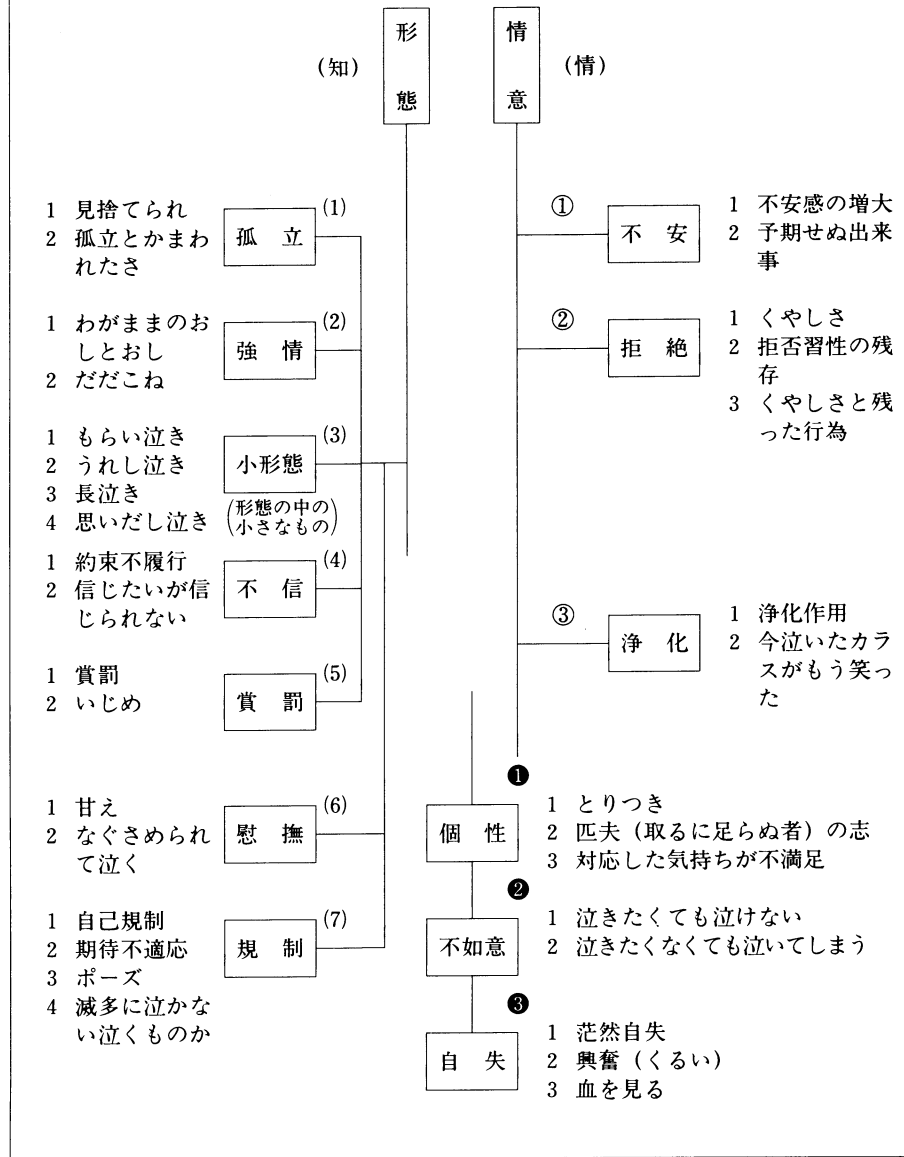 形態
(知)
情意
(情)
(1)
孤立
1 見捨てられ
2 孤立とかまわ
れたさ
(2)
強情
1 わがままのお
しとおし
2 だだこね
(3)
小形態
(形態の中の
小さなもの)
1 もらい泣き
2 うれし泣き
3 長泣き
4 思いだし泣き
(4)
不信
1 約束不履行
2 信じたいが信
じられない
(5)
賞罰
1 賞罰
2 いじめ
(6)
慰撫
1 甘え
2 なぐさめられ
て泣く
(7)
規制
1 自己規制
2 期待不適応
3 ポーズ
4 滅多に泣かな
い泣くものか
①
不安
1 不安感の増大
2 予期せぬ出来
事
②
拒絶
1 くやしさ
2 拒否習性の残
存
3 くやしさと残
った行為
③
浄化
1 浄化作用
2 今泣いたカラ
スがもう笑っ
た
❶
個性
1 とりつき
2 匹夫（取るに足らぬ者）の志
3 対応した気持ちが不満足
❷
不如意
1 泣きたくても泣けない
2 泣きたくなくても泣いてしまう
❸
自失
1 茫然自失
2 興奮（くるい）
3 血を見る